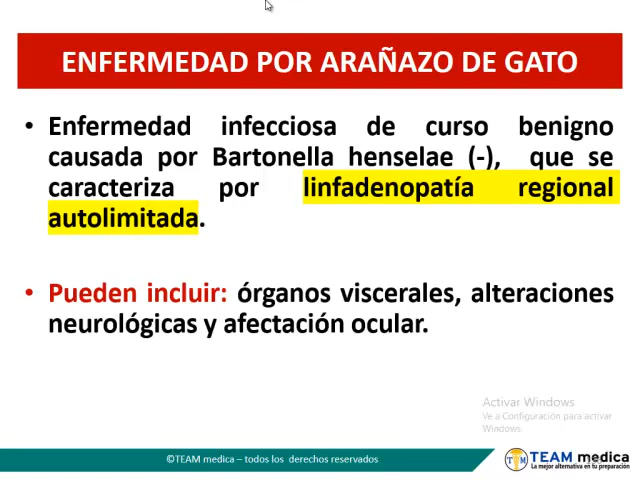 ENFERMEDAD POR ARAÑAZO DE GATO
• Enfermedad infecciosa de curso benigno
causada por Bartonella henselae (-), que se
caracteriza por linfadenopatía regional
autolimitada.
• Pueden incluir: órganos viscerales, alteraciones
neurológicas y afectación ocular.
Activar Windows
Ve a Configuración para activar
Windows.
©TEAM medica – todos los derechos reservados
TM
TEAM medica
La mejor alternativa en tu preparación